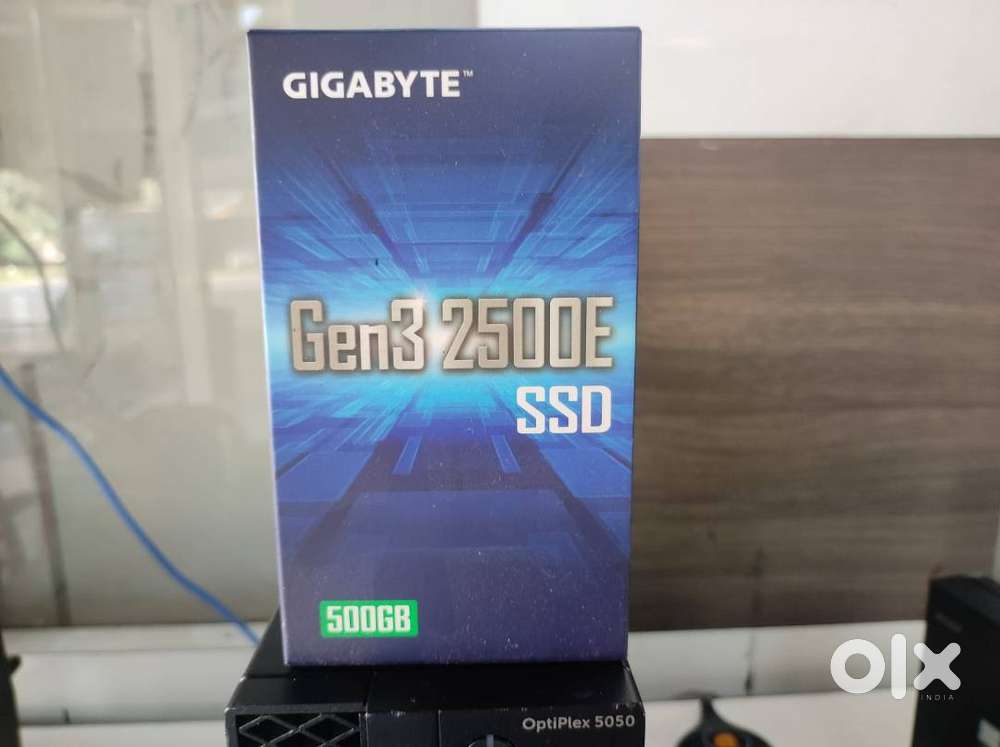 GIGABYTE™
Gen3 2500E
SSD
500GB
OptiPlex 5050
olx
INDIA